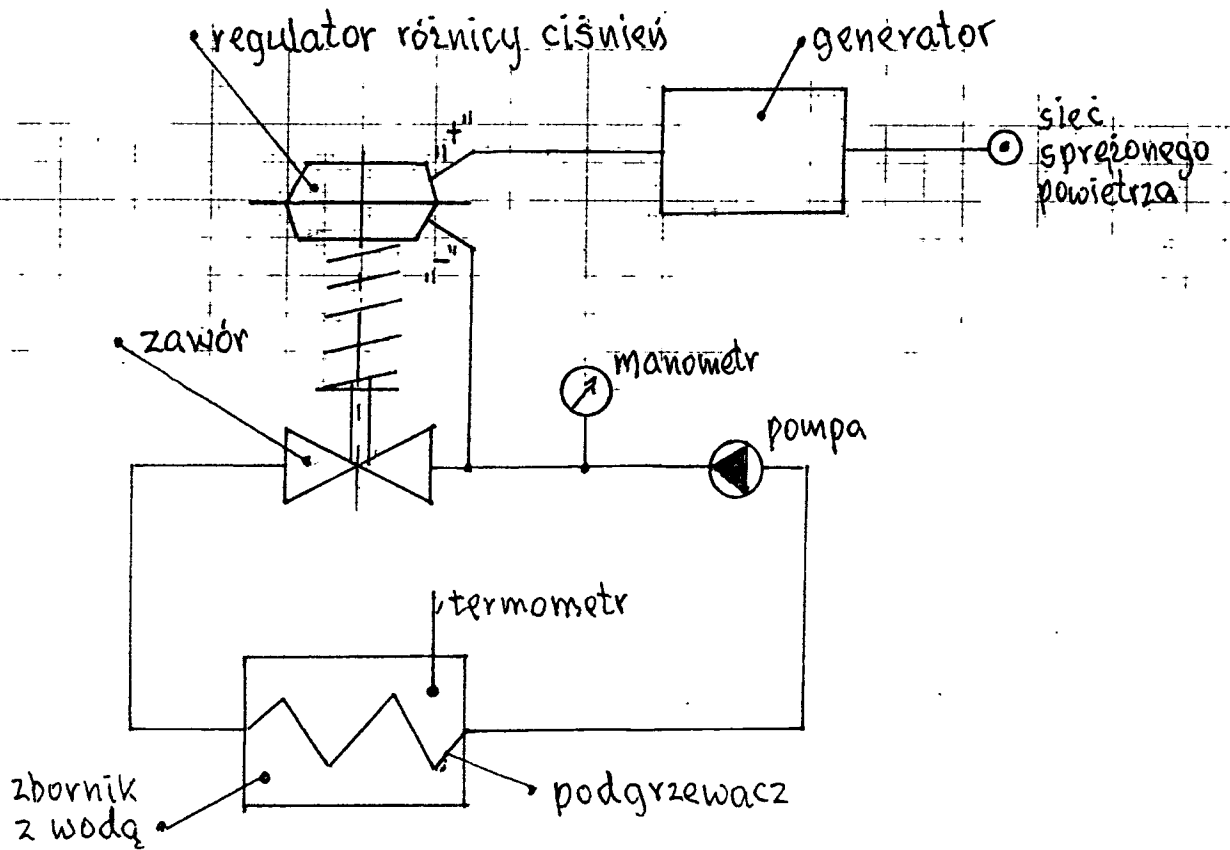 regulator różnicy ciśnień
generator
"+"
sieć
sprężonego
powietrza
"-"
zawór
manometr
pompa
termometr
zbornik
z wodą
podgrzewacz